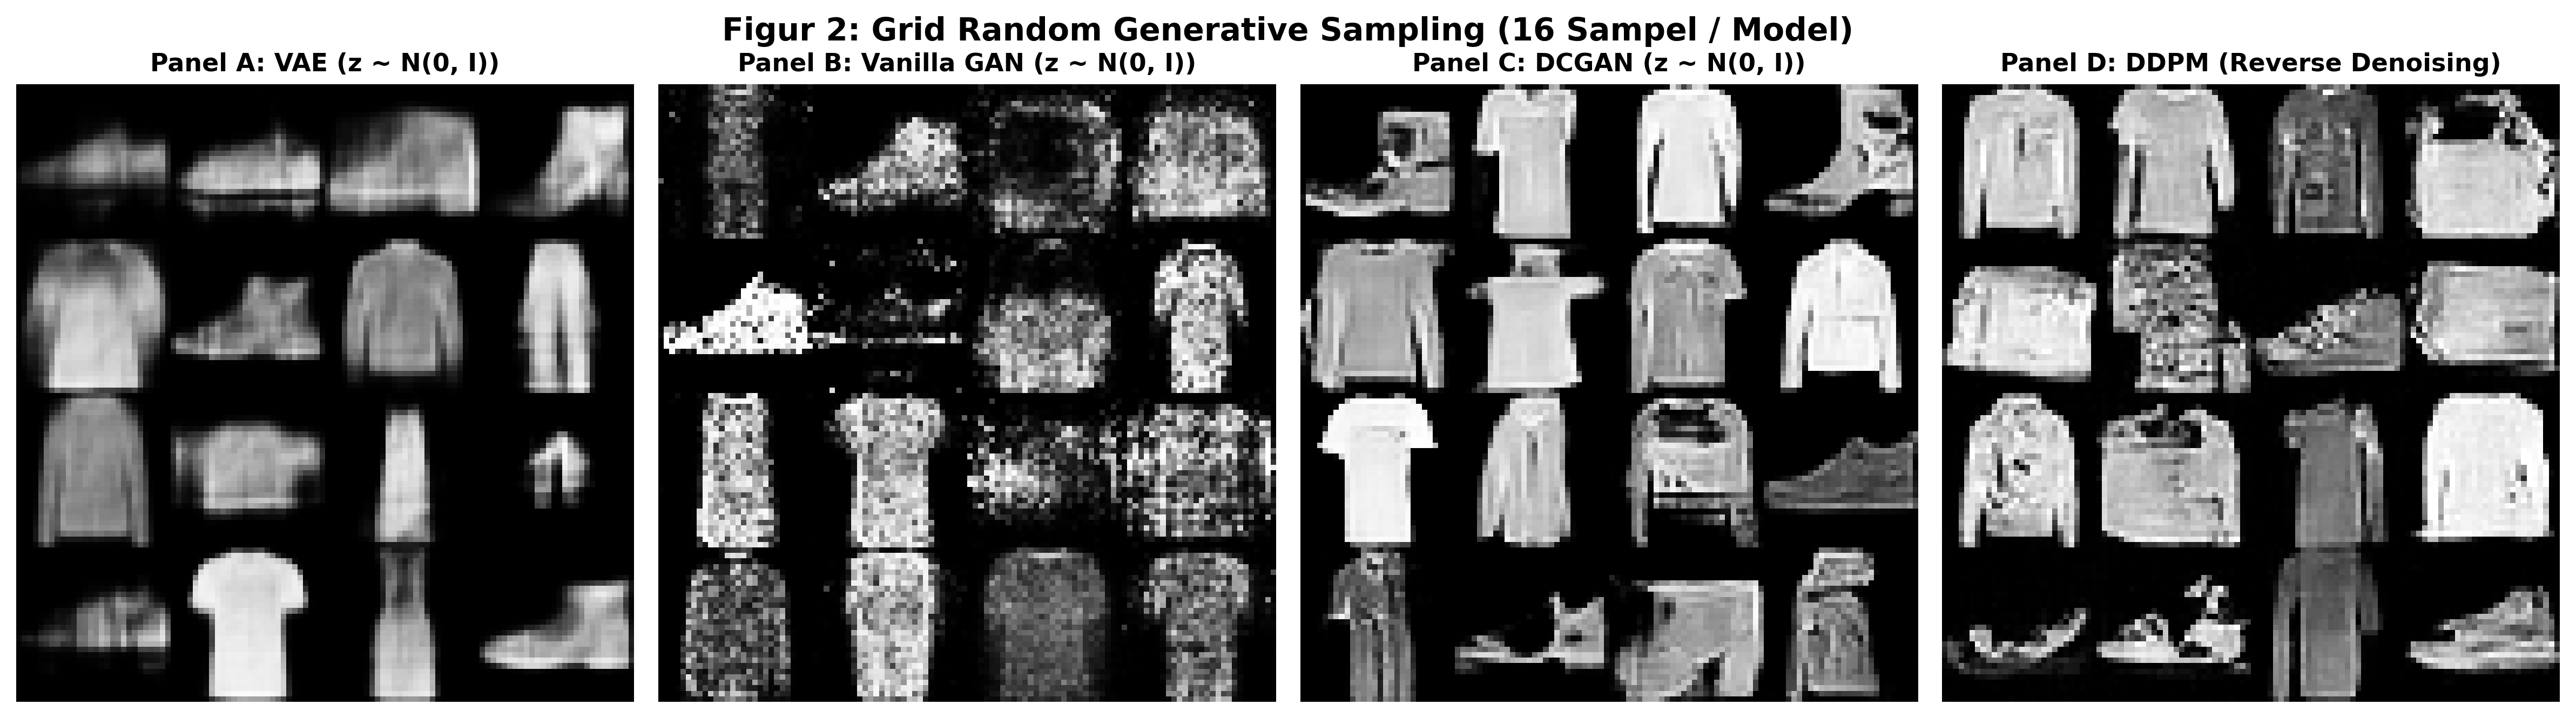 Figur 2: Grid Random Generative Sampling (16 Sampel / Model)
Panel A: VAE (z ~ N(0, I))
Panel B: Vanilla GAN (z ~ N(0, I))
Panel C: DCGAN (z ~ N(0, I))
Panel D: DDPM (Reverse Denoising)